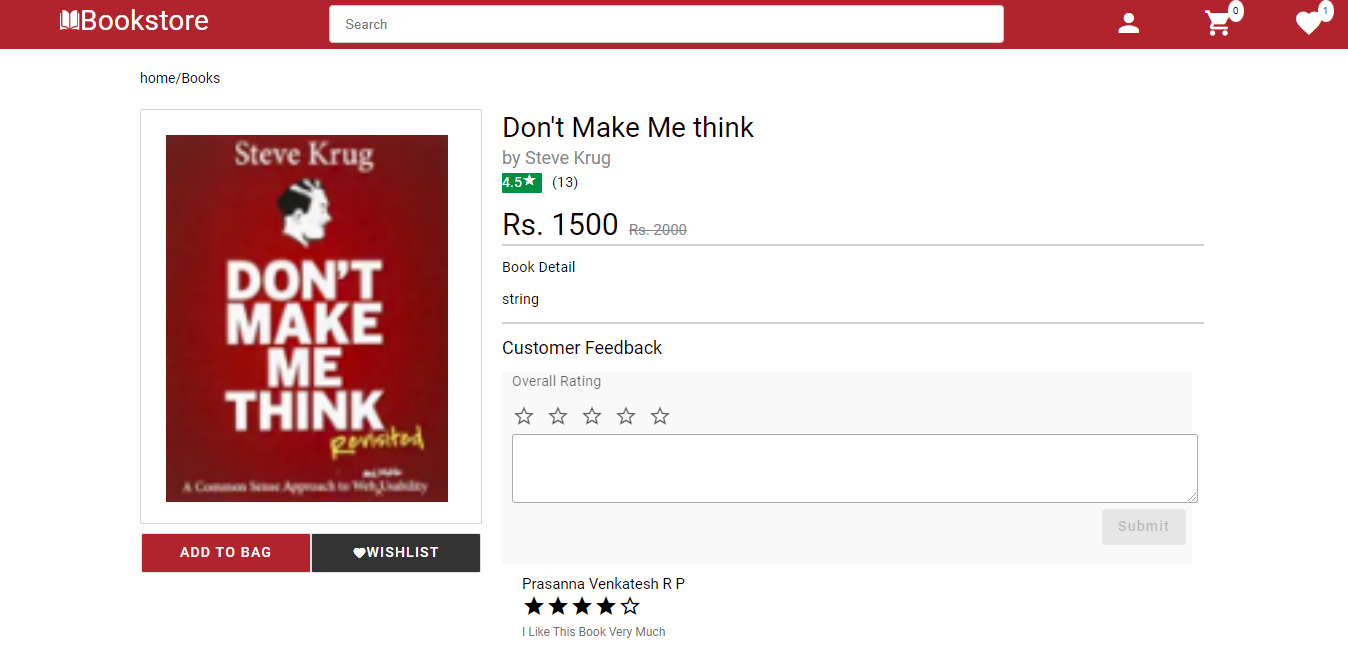 Bookstore
Search
0
1
home/Books
Steve Krug
DON'T
MAKE
ME
THINK
Revisited
A Common Sense Approach to Web Usability
ADD TO BAG
WISHLIST
Don't Make Me think
by Steve Krug
4.5★ (13)
Rs. 1500 Rs. 2000
Book Detail
string
Customer Feedback
Overall Rating
Submit
Prasanna Venkatesh R P
I Like This Book Very Much